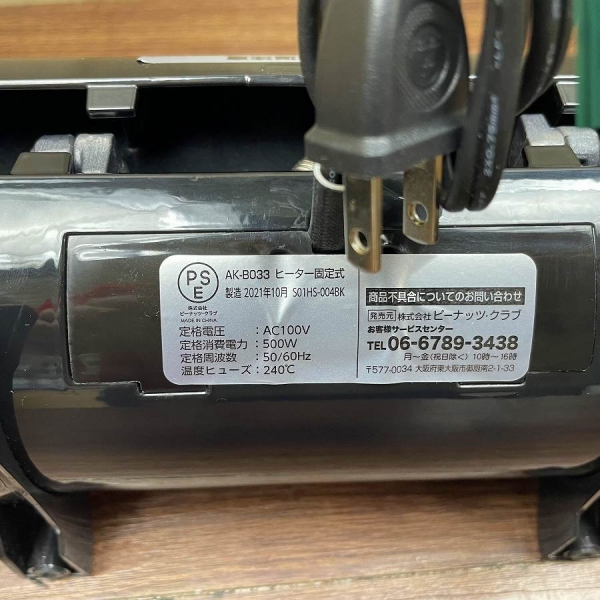 PS
E
株式会社
ピーナッツ・クラブ
MADE IN CHINA
AK-B033 ヒーター固定式
製造 2021年10月 S01HS-004BK
定格電圧 : AC100V
定格消費電力 : 500W
定格周波数 : 50/60Hz
温度ヒューズ : 240℃
商品不具合についてのお問い合わせ
発売元 株式会社 ピーナッツ・クラブ
お客様サービスセンター
TEL 06-6789-3438
月〜金(祝日除く) 10時〜16時
〒577-0034 大阪府東大阪市御厨南2-1-33